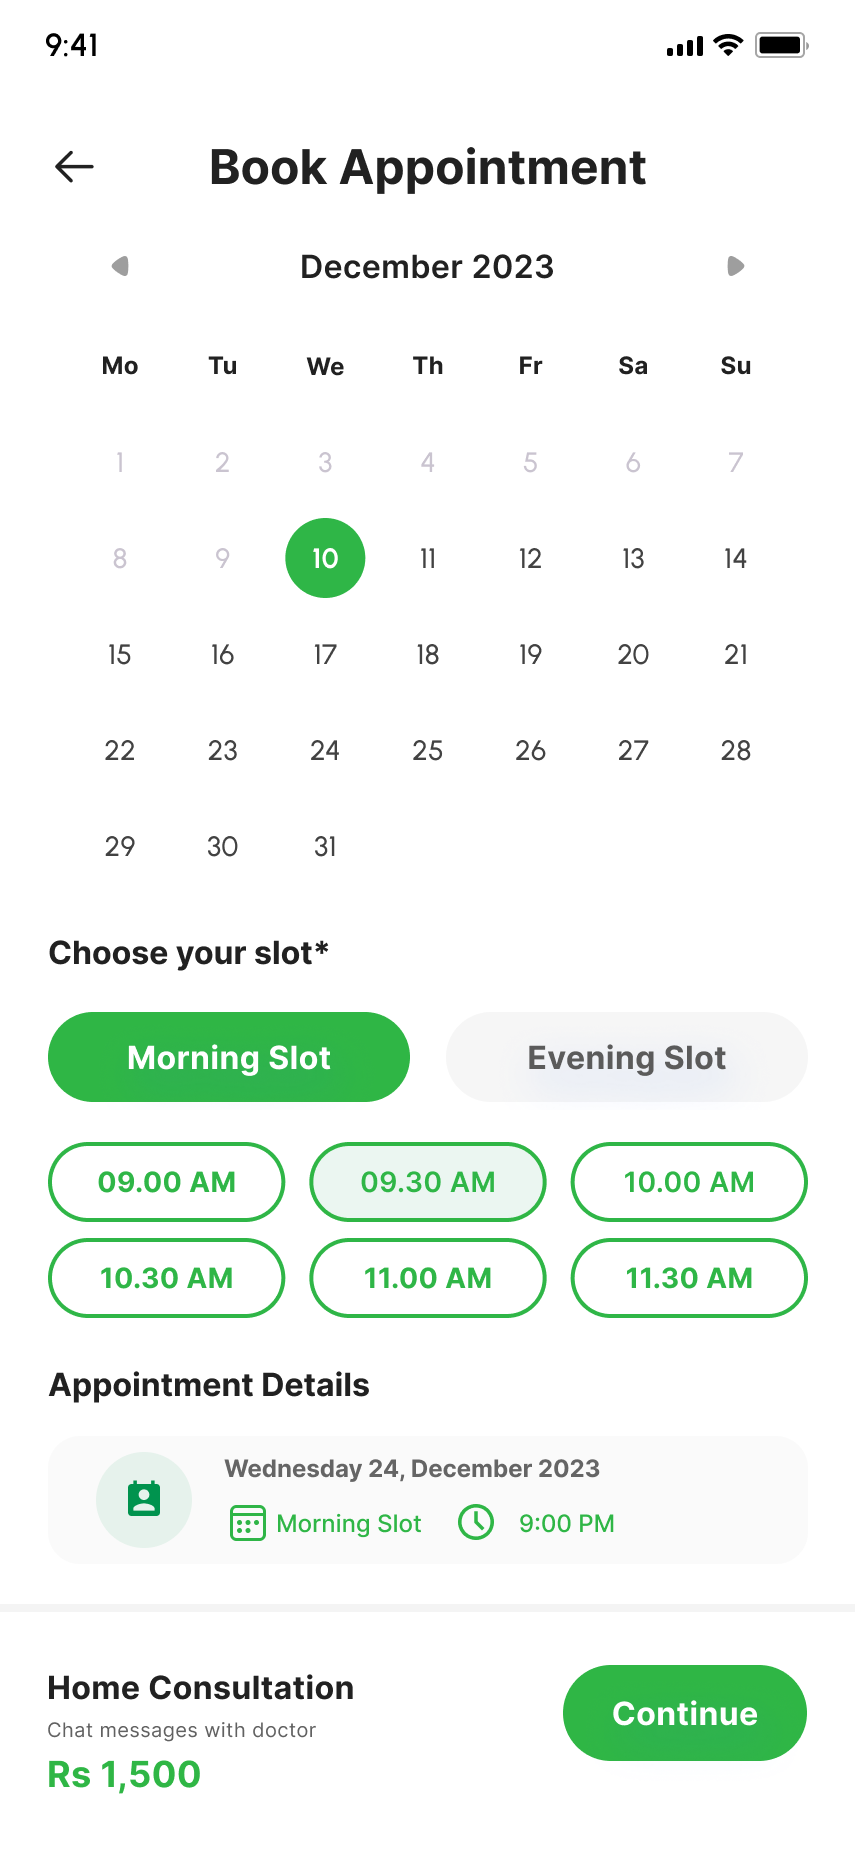 9:41
Book Appointment
December 2023
Mo Tu We Th Fr Sa Su
1 2 3 4 5 6 7
8 9 10 11 12 13 14
15 16 17 18 19 20 21
22 23 24 25 26 27 28
29 30 31
Choose your slot*
Morning Slot Evening Slot
09.00 AM 09.30 AM 10.00 AM
10.30 AM 11.00 AM 11.30 AM
Appointment Details
Wednesday 24, December 2023
Morning Slot 9:00 PM
Home Consultation
Chat messages with doctor
Rs 1,500
Continue